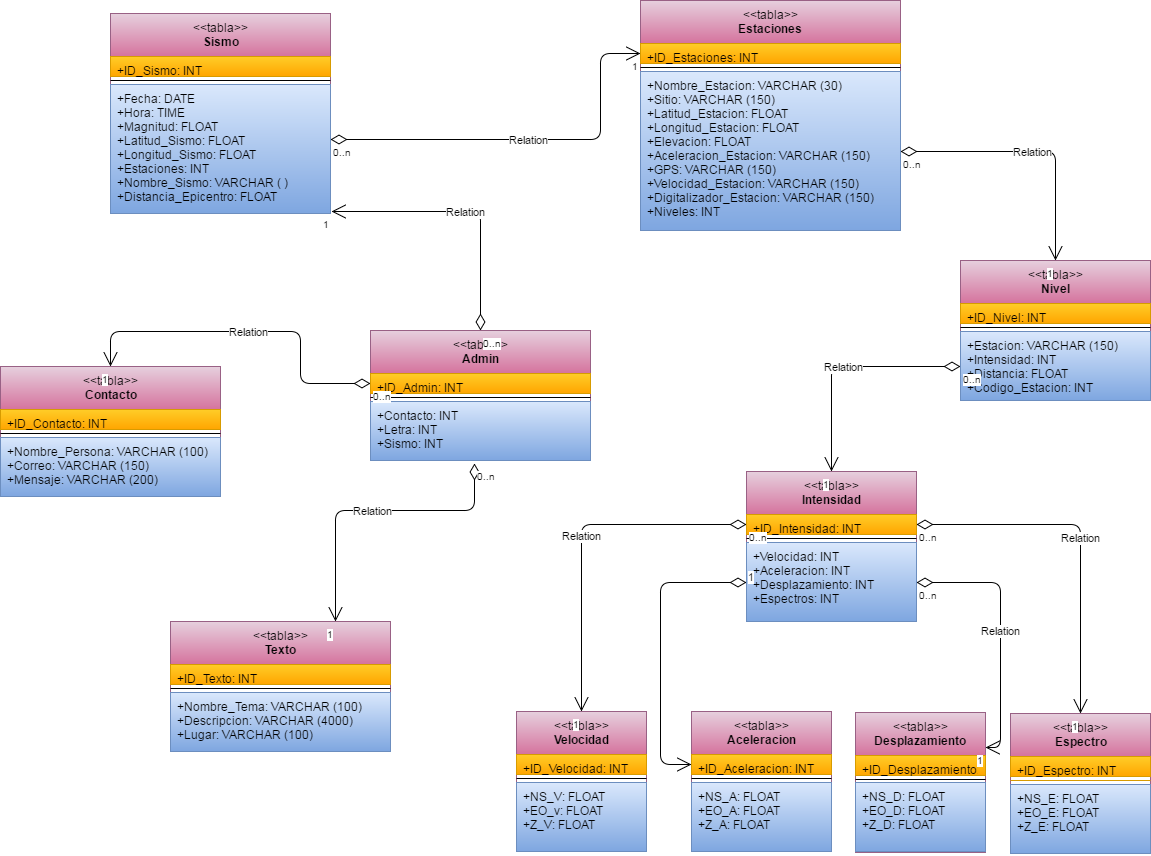 <<tabla>>
Sismo
+ID_Sismo: INT
+Fecha: DATE
+Hora: TIME
+Magnitud: FLOAT
+Latitud_Sismo: FLOAT
+Longitud_Sismo: FLOAT
+Estaciones: INT
+Nombre_Sismo: VARCHAR ( )
+Distancia_Epicentro: FLOAT
0..n
Relation
1
<<tabla>>
Estaciones
+ID_Estaciones: INT
+Nombre_Estacion: VARCHAR (30)
+Sitio: VARCHAR (150)
+Latitud_Estacion: FLOAT
+Longitud_Estacion: FLOAT
+Elevacion: FLOAT
+Aceleracion_Estacion: VARCHAR (150)
+GPS: VARCHAR (150)
+Velocidad_Estacion: VARCHAR (150)
+Digitalizador_Estacion: VARCHAR (150)
+Niveles: INT
0..n
Relation
1
<<tabla>>
Nivel
+ID_Nivel: INT
+Estacion: VARCHAR (150)
+Intensidad: INT
+Distancia: FLOAT
+Codigo_Estacion: INT
0..n
Relation
1
Relation
0..n
<<tabla>>
Admin
+ID_Admin: INT
+Contacto: INT
+Letra: INT
+Sismo: INT
0..n
Relation
1
<<tabla>>
Contacto
+ID_Contacto: INT
+Nombre_Persona: VARCHAR (100)
+Correo: VARCHAR (150)
+Mensaje: VARCHAR (200)
0..n
Relation
1
<<tabla>>
Texto
+ID_Texto: INT
+Nombre_Tema: VARCHAR (100)
+Descripcion: VARCHAR (4000)
+Lugar: VARCHAR (100)
Relation
1
<<tabla>>
Intensidad
+ID_Intensidad: INT
+Velocidad: INT
+Aceleracion: INT
+Desplazamiento: INT
+Espectros: INT
0..n
Relation
1
0..n
Relation
0..n
Relation
1
<<tabla>>
Velocidad
+ID_Velocidad: INT
+NS_V: FLOAT
+EO_v: FLOAT
+Z_V: FLOAT
<<tabla>>
Aceleracion
+ID_Aceleracion: INT
+NS_A: FLOAT
+EO_A: FLOAT
+Z_A: FLOAT
<<tabla>>
Desplazamiento
+ID_Desplazamiento
1
+NS_D: FLOAT
+EO_D: FLOAT
+Z_D: FLOAT
1
<<tabla>>
Espectro
+ID_Espectro: INT
+NS_E: FLOAT
+EO_E: FLOAT
+Z_E: FLOAT